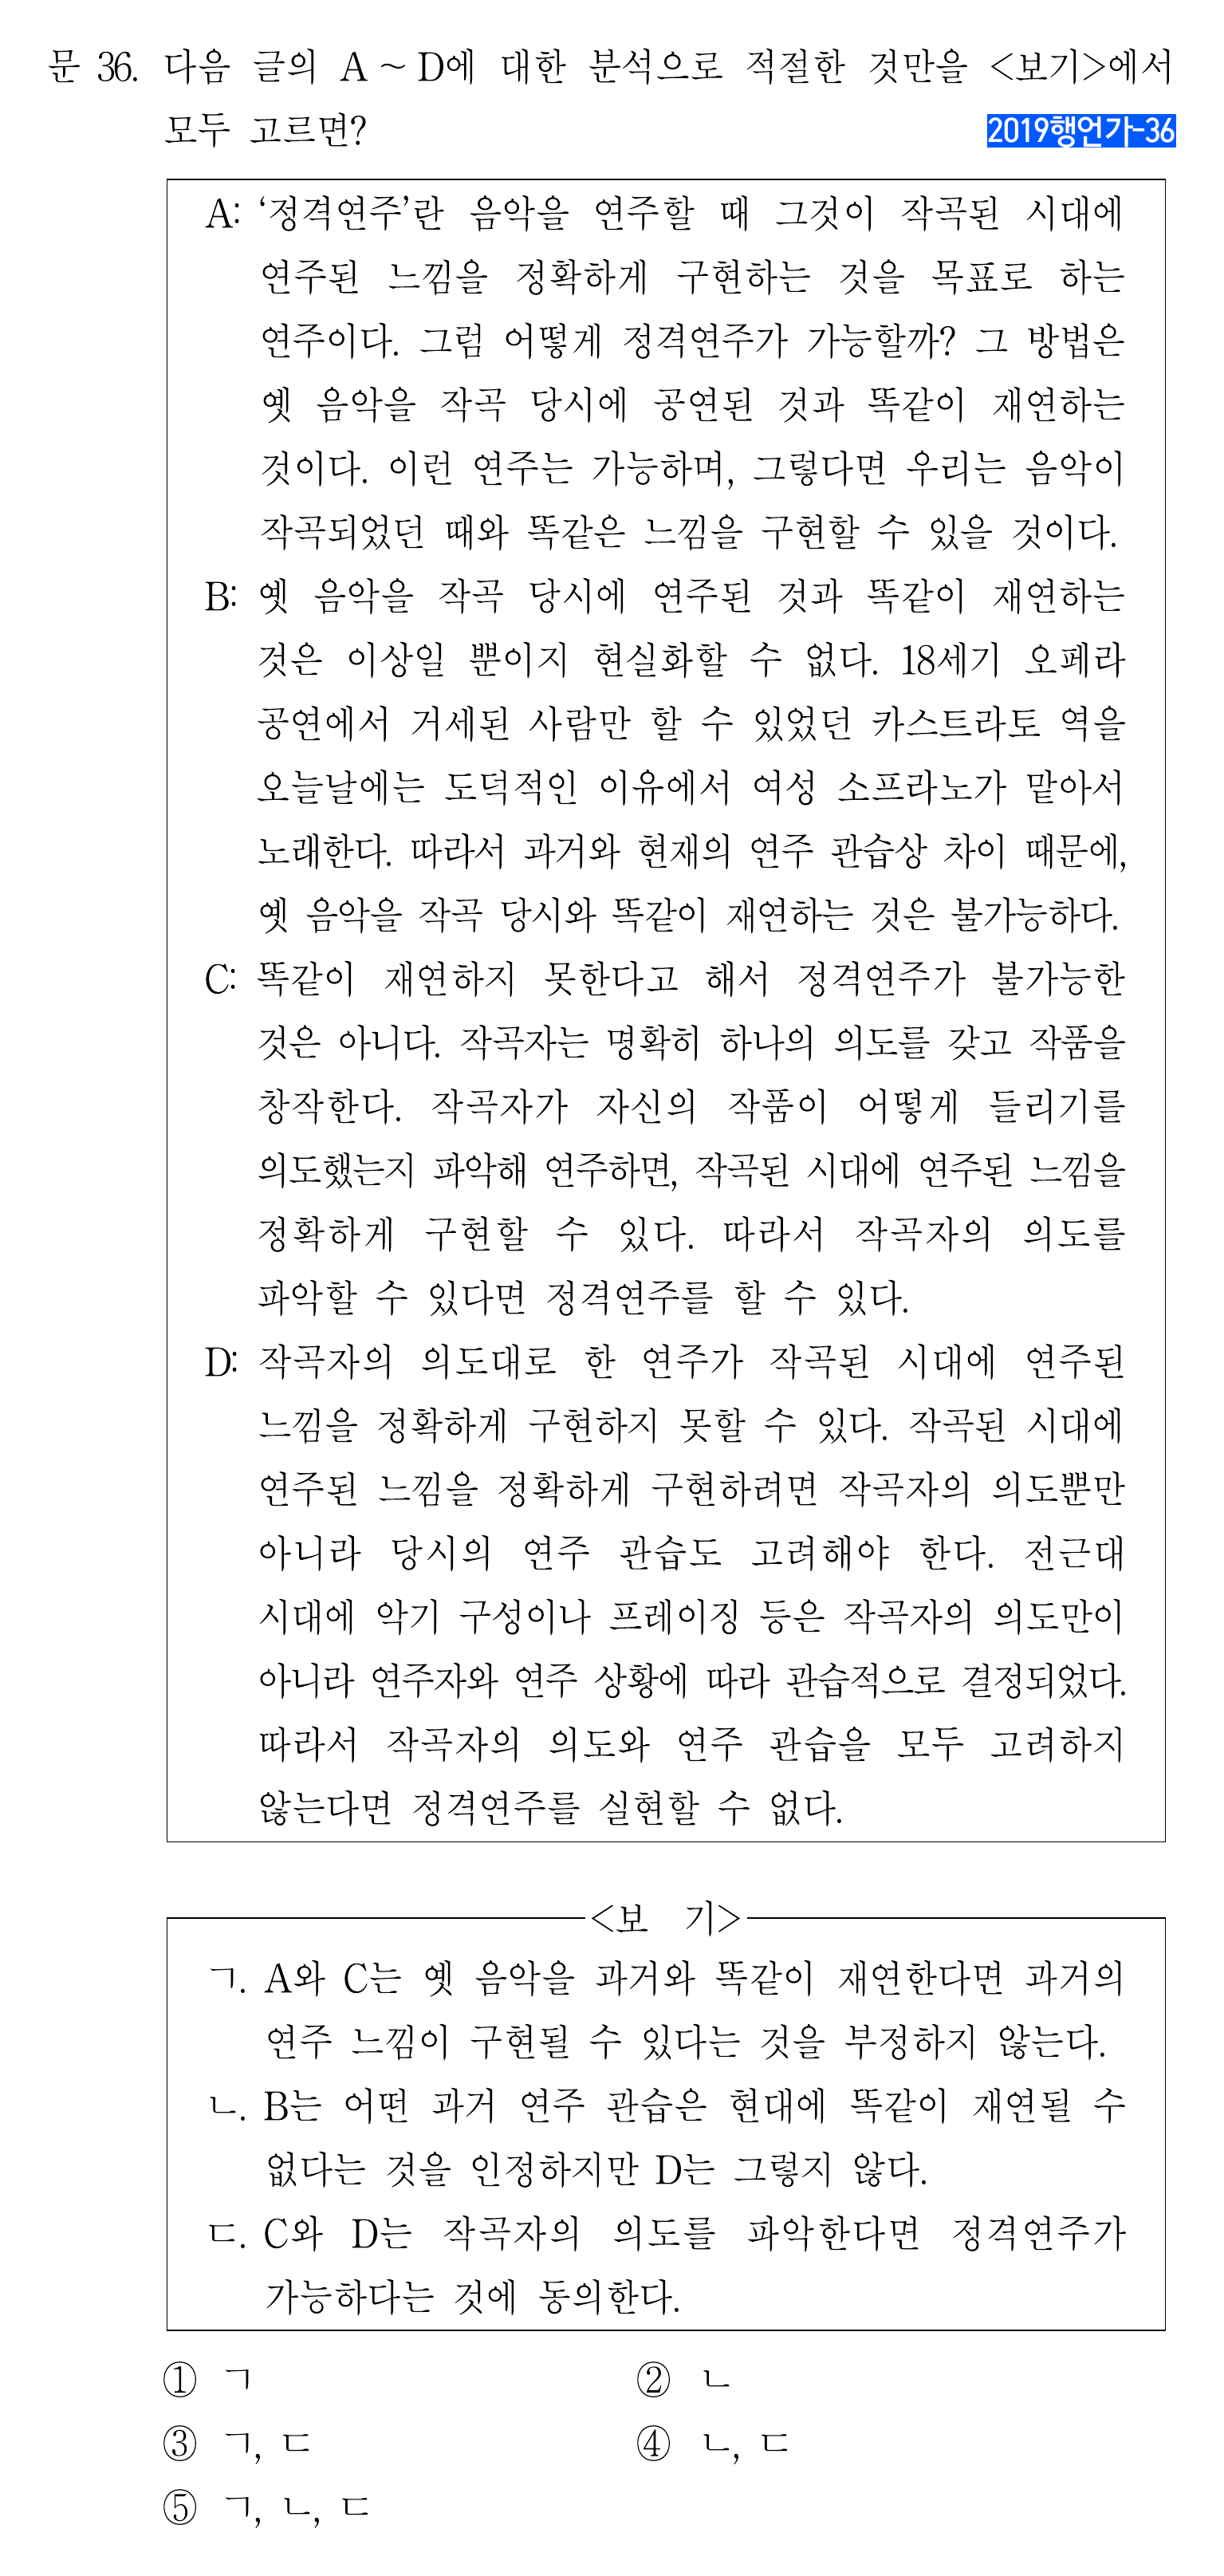 문 36. 다음 글의 A ~ D에 대한 분석으로 적절한 것만을 <보기>에서
모두 고르면?
2019행언가-36
A: ‘정격연주’란 음악을 연주할 때 그것이 작곡된 시대에
연주된 느낌을 정확하게 구현하는 것을 목표로 하는
연주이다. 그럼 어떻게 정격연주가 가능할까? 그 방법은
옛 음악을 작곡 당시에 공연된 것과 똑같이 재연하는
것이다. 이런 연주는 가능하며, 그렇다면 우리는 음악이
작곡되었던 때와 똑같은 느낌을 구현할 수 있을 것이다.
B: 옛 음악을 작곡 당시에 연주된 것과 똑같이 재연하는
것은 이상일 뿐이지 현실화할 수 없다. 18세기 오페라
공연에서 거세된 사람만 할 수 있었던 카스트라토 역을
오늘날에는 도덕적인 이유에서 여성 소프라노가 맡아서
노래한다. 따라서 과거와 현재의 연주 관습상 차이 때문에,
옛 음악을 작곡 당시와 똑같이 재연하는 것은 불가능하다.
C: 똑같이 재연하지 못한다고 해서 정격연주가 불가능한
것은 아니다. 작곡자는 명확히 하나의 의도를 갖고 작품을
창작한다. 작곡자가 자신의 작품이 어떻게 들리기를
의도했는지 파악해 연주하면, 작곡된 시대에 연주된 느낌을
정확하게 구현할 수 있다. 따라서 작곡자의 의도를
파악할 수 있다면 정격연주를 할 수 있다.
D: 작곡자의 의도대로 한 연주가 작곡된 시대에 연주된
느낌을 정확하게 구현하지 못할 수 있다. 작곡된 시대에
연주된 느낌을 정확하게 구현하려면 작곡자의 의도뿐만
아니라 당시의 연주 관습도 고려해야 한다. 전근대
시대에 악기 구성이나 프레이징 등은 작곡자의 의도만이
아니라 연주자와 연주 상황에 따라 관습적으로 결정되었다.
따라서 작곡자의 의도와 연주 관습을 모두 고려하지
않는다면 정격연주를 실현할 수 없다.
<보 기>
ㄱ. A와 C는 옛 음악을 과거와 똑같이 재연한다면 과거의
연주 느낌이 구현될 수 있다는 것을 부정하지 않는다.
ㄴ. B는 어떤 과거 연주 관습은 현대에 똑같이 재연될 수
없다는 것을 인정하지만 D는 그렇지 않다.
ㄷ. C와 D는 작곡자의 의도를 파악한다면 정격연주가
가능하다는 것에 동의한다.
① ㄱ ② ㄴ
③ ㄱ, ㄷ ④ ㄴ, ㄷ
⑤ ㄱ, ㄴ, ㄷ